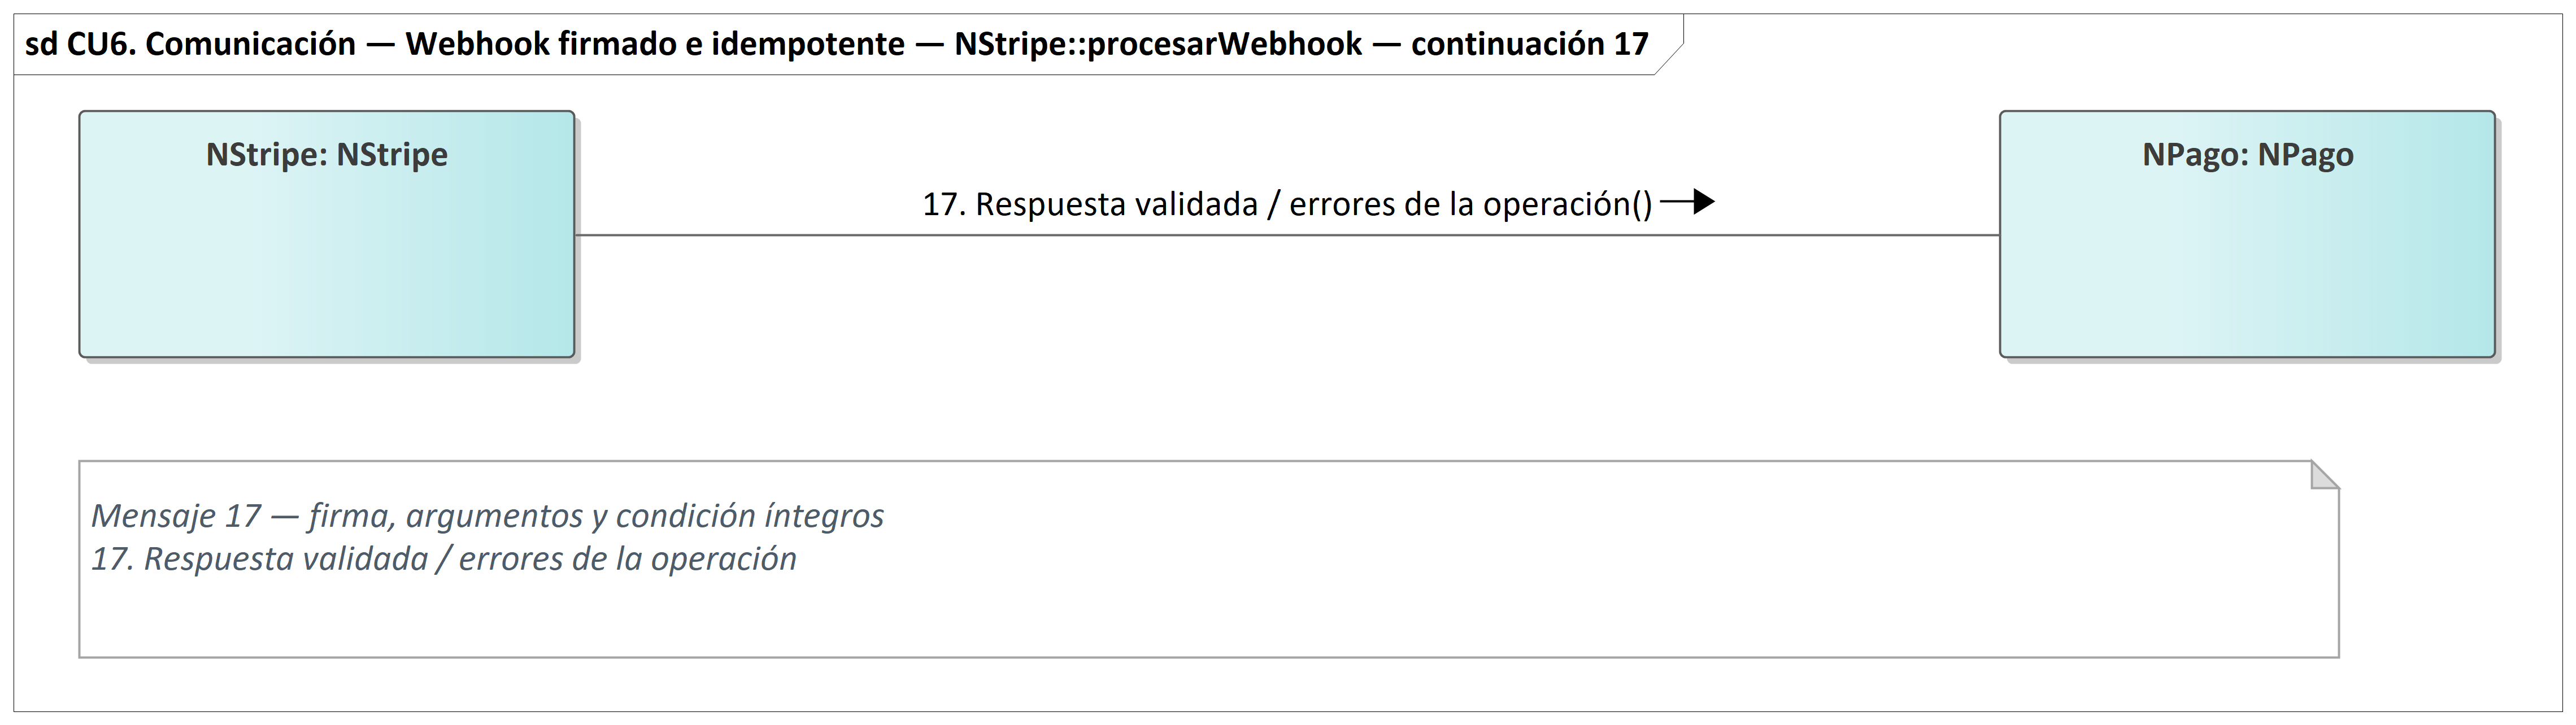 sd CU6. Comunicación — Webhook firmado e idempotente — NStripe::procesarWebhook — continuación 17
NStripe: NStripe
NPago: NPago
17. Respuesta validada / errores de la operación()
Mensaje 17 — firma, argumentos y condición íntegros
17. Respuesta validada / errores de la operación